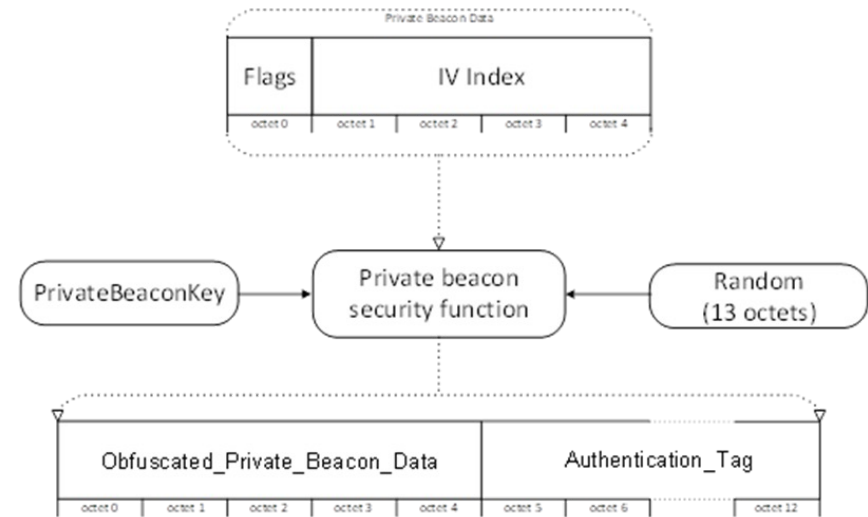 Private Beacon Data
Flags IV Index
octet 0 octet 1 octet 2 octet 3 octet 4
PrivateBeaconKey
Private beacon
security function
Random
(13 octets)
Obfuscated_Private_Beacon_Data Authentication_Tag
octet 0 octet 1 octet 2 octet 3 octet 4 octet 5 octet 6 octet 12